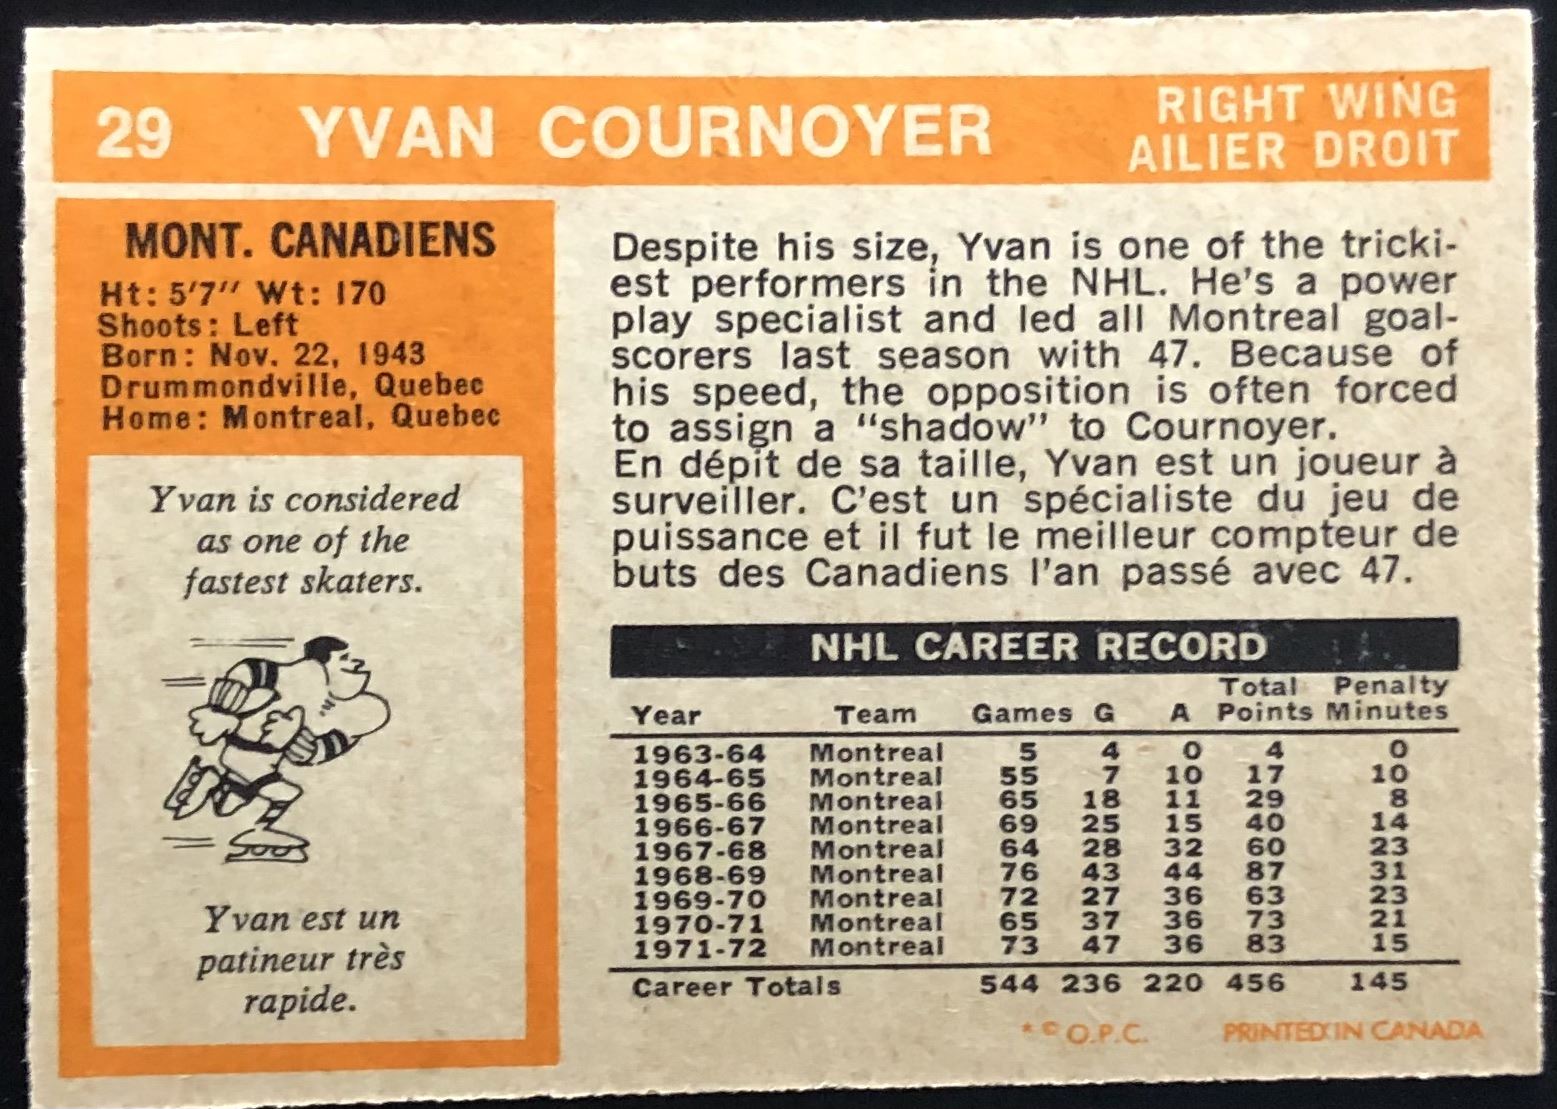 29 YVAN COURNOYER
RIGHT WING
AILIER DROIT
MONT. CANADIENS
Ht: 5'7" Wt: 170
Shoots: Left
Born: Nov. 22, 1943
Drummondville, Quebec
Home: Montreal, Quebec
Yvan is considered
as one of the
fastest skaters.
Yvan est un
patineur très
rapide.
Despite his size, Yvan is one of the tricki-
est performers in the NHL. He's a power
play specialist and led all Montreal goal-
scorers last season with 47. Because of
his speed, the opposition is often forced
to assign a "shadow" to Cournoyer.
En dépit de sa taille, Yvan est un joueur à
surveiller. C'est un spécialiste du jeu de
puissance et il fut le meilleur compteur de
buts des Canadiens l'an passé avec 47.
NHL CAREER RECORD
Year Team Games G A Total Points Penalty Minutes
1963-64 Montreal 5 4 0 4 0
1964-65 Montreal 55 7 10 17 10
1965-66 Montreal 65 18 11 29 8
1966-67 Montreal 69 25 15 40 14
1967-68 Montreal 64 28 32 60 23
1968-69 Montreal 76 43 44 87 31
1969-70 Montreal 72 27 36 63 23
1970-71 Montreal 65 37 36 73 21
1971-72 Montreal 73 47 36 83 15
Career Totals 544 236 220 456 145
* © O.P.C. PRINTED IN CANADA